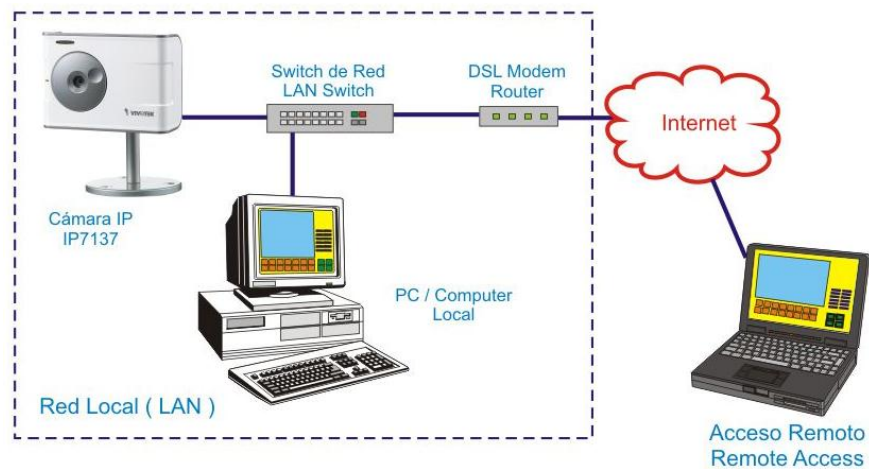 Switch de Red
LAN Switch
DSL Modem
Router
Internet
VIVOTEK
Cámara IP
IP7137
PC / Computer
Local
Red Local ( LAN )
Acceso Remoto
Remote Access